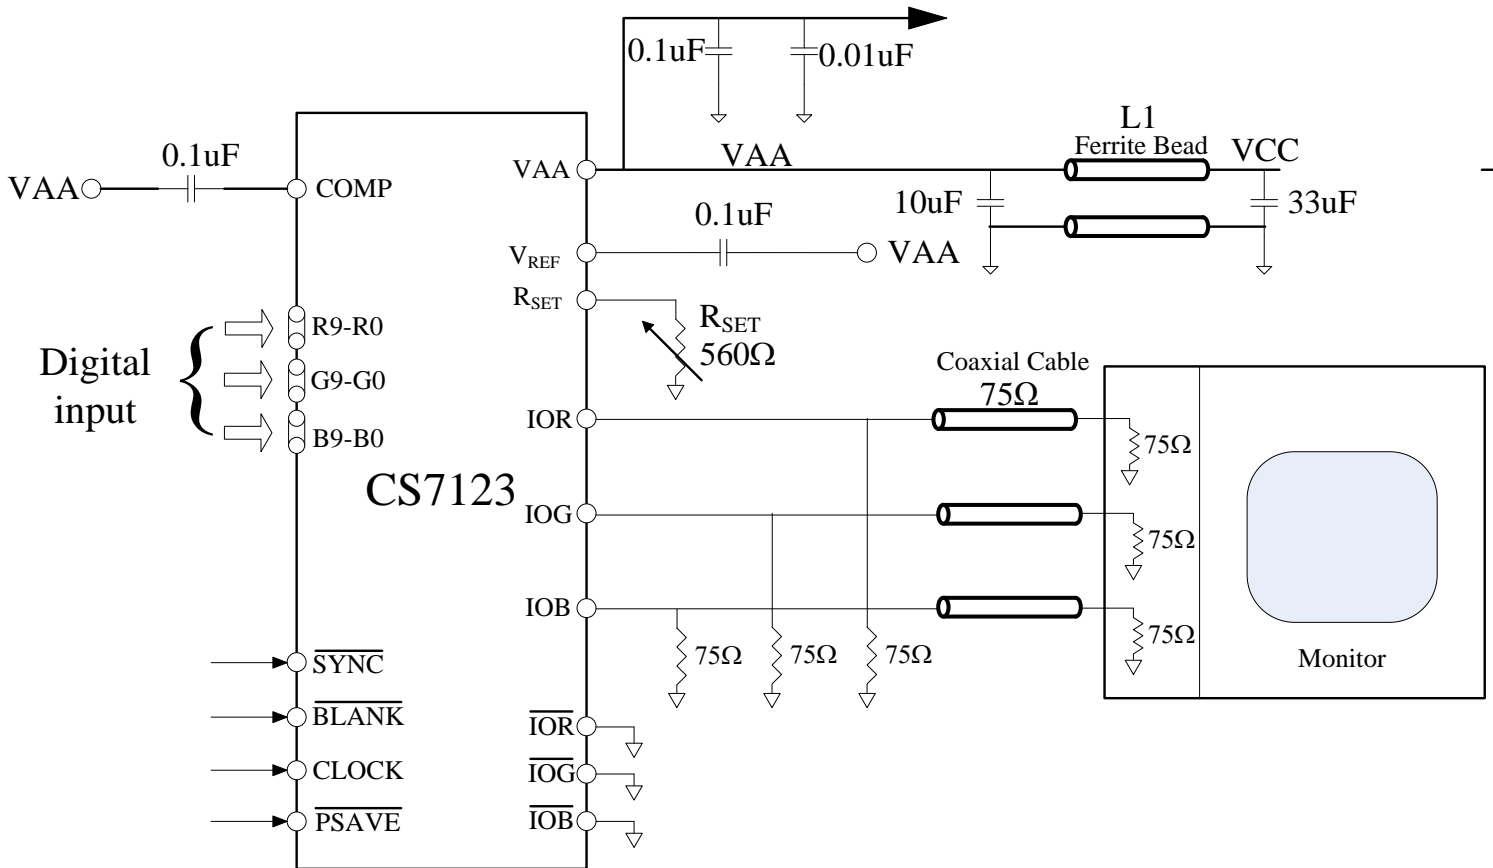 0.1uF
0.01uF
L1
Ferrite Bead
VCC
0.1uF
VAA
VAA
VAA
COMP
10uF
33uF
0.1uF
VREF
VAA
RSET
RSET
560Ω
R9-R0
G9-G0
B9-B0
Digital
input
Coaxial Cable
75Ω
IOR
75Ω
CS7123
IOG
75Ω
IOB
75Ω
75Ω
75Ω
75Ω
Monitor
SYNC
BLANK
IOR
CLOCK
IOG
PSAVE
IOB